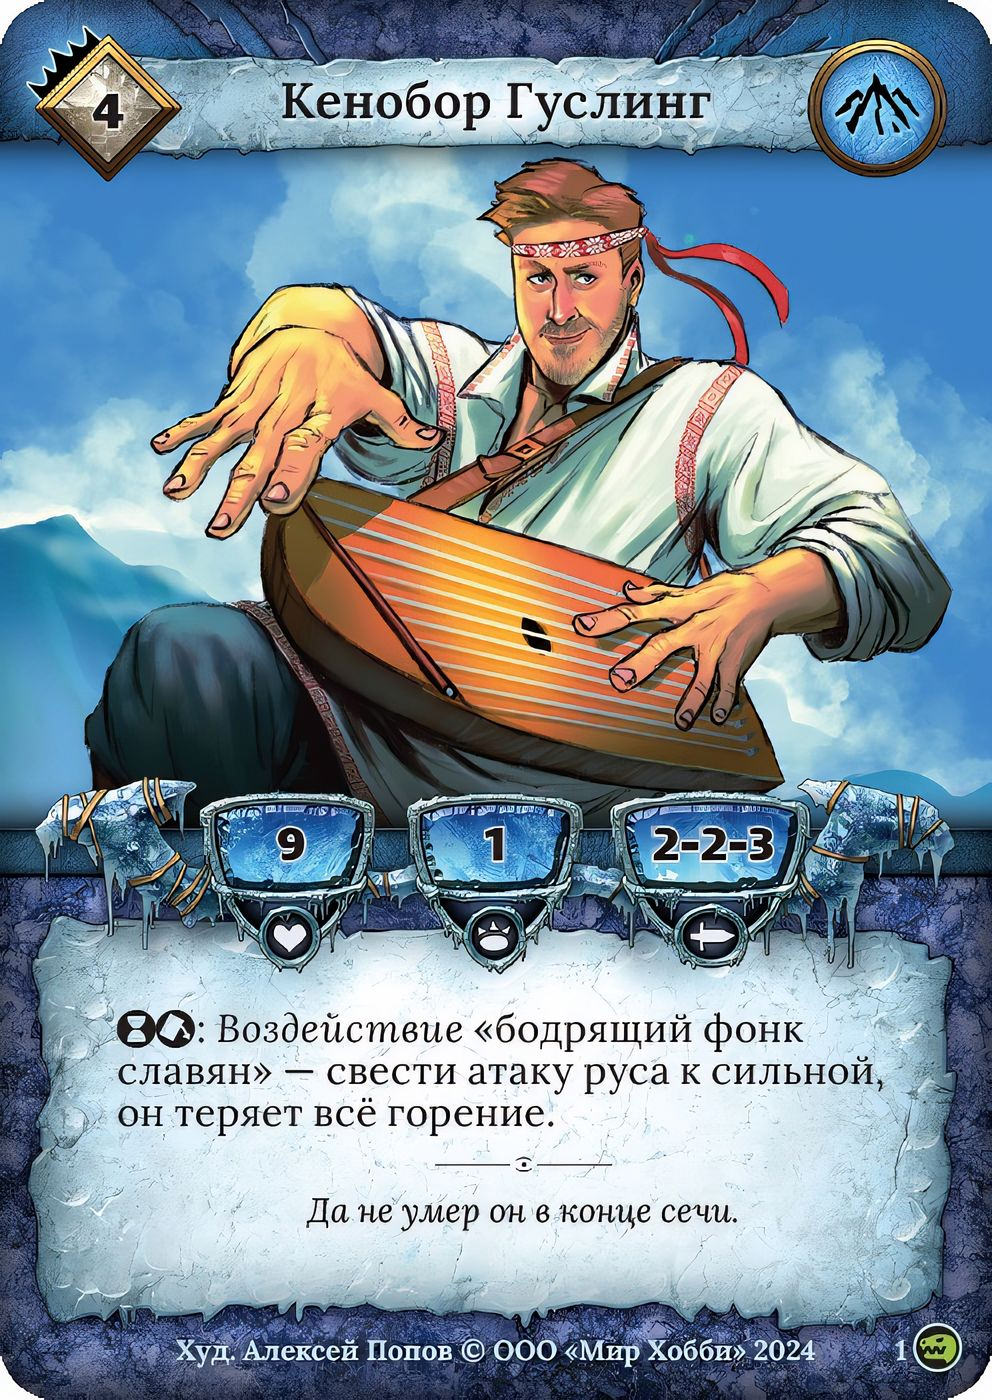 4
Кенобор Гуслинг
9
1
2-2-3
: Воздействие «бодрящий фонк
славян» — свести атаку руса к сильной,
он теряет всё горение.
Да не умер он в конце сечи.
Худ. Алексей Попов © ООО «Мир Хобби» 2024
1